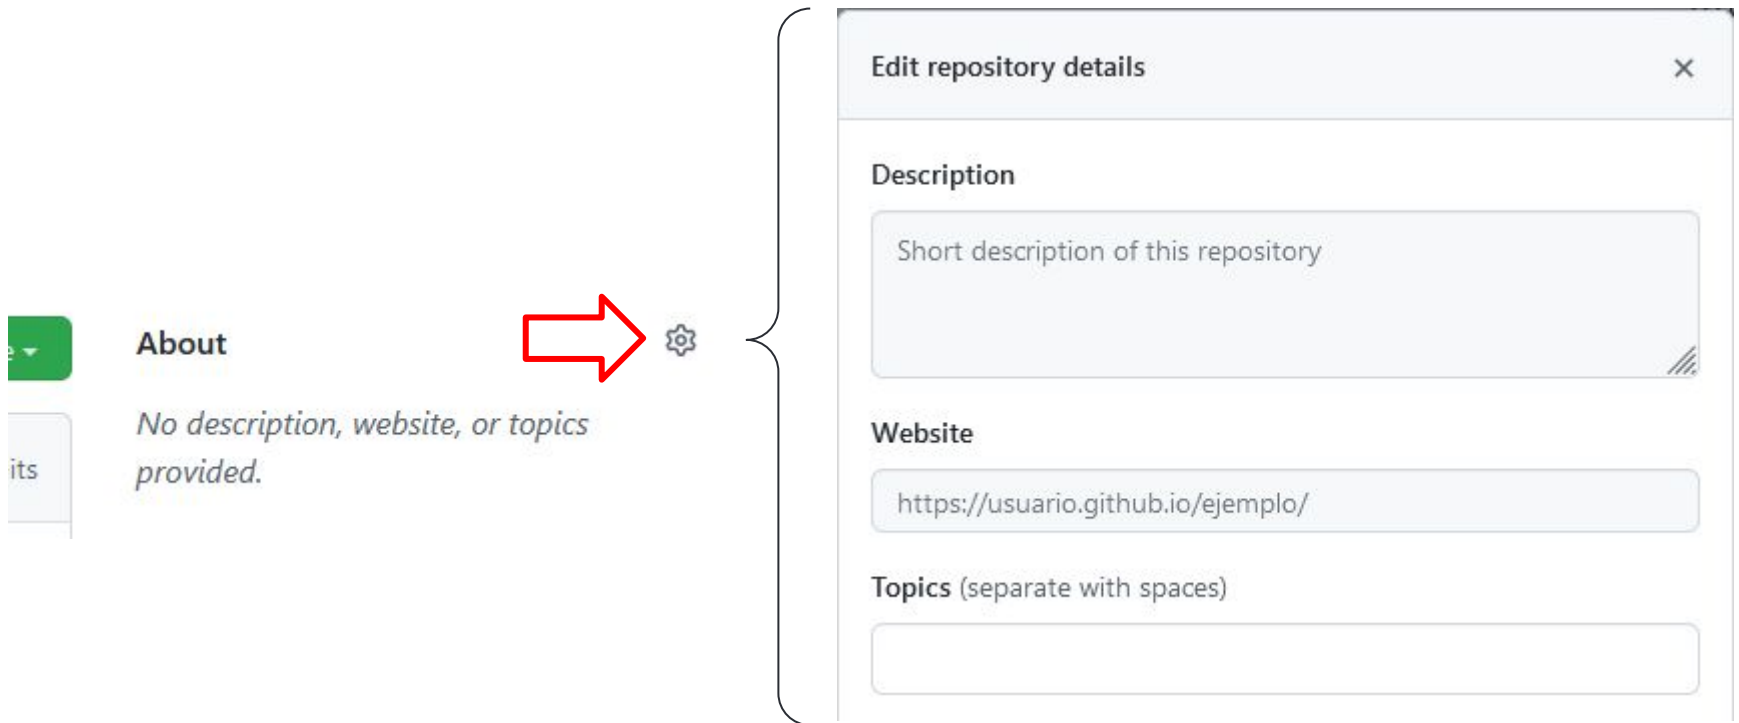 About
No description, website, or topics
provided.
its
Edit repository details
Description
Short description of this repository
Website
https://usuario.github.io/ejemplo/
Topics (separate with spaces)